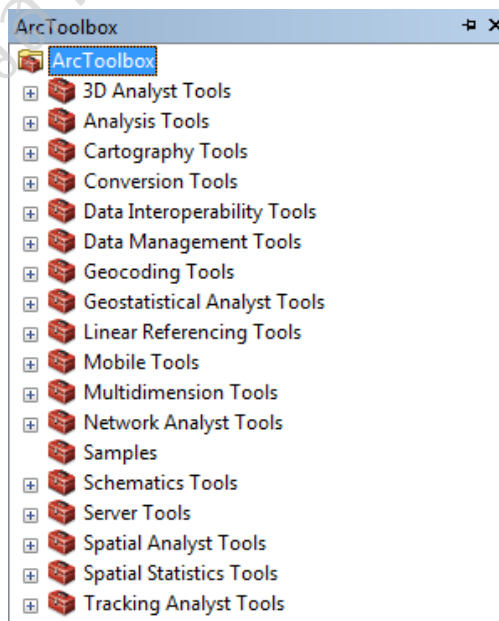 ArcToolbox
ArcToolbox
3D Analyst Tools
Analysis Tools
Cartography Tools
Conversion Tools
Data Interoperability Tools
Data Management Tools
Geocoding Tools
Geostatistical Analyst Tools
Linear Referencing Tools
Mobile Tools
Multidimension Tools
Network Analyst Tools
Samples
Schematics Tools
Server Tools
Spatial Analyst Tools
Spatial Statistics Tools
Tracking Analyst Tools